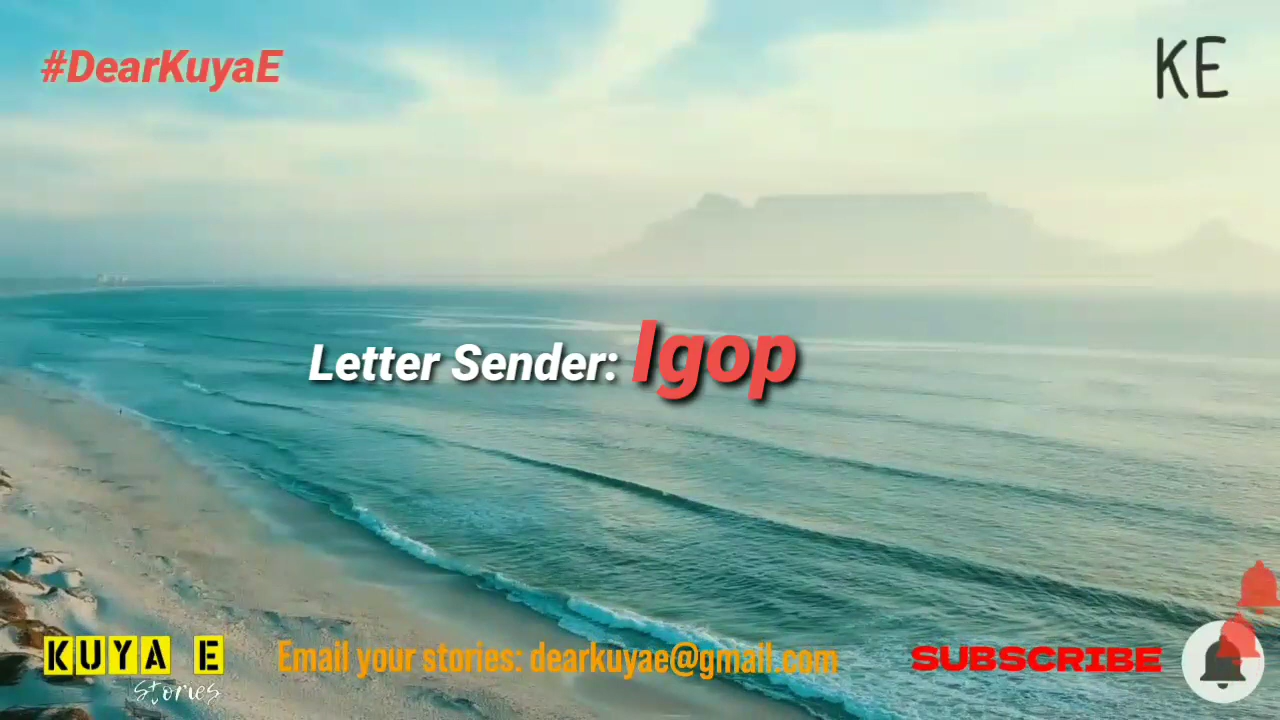 #DearKuyaE
KE
Letter Sender: Igop
KUYA E
Stories
Email your stories: dearkuyae@gmail.com
SUBSCRIBE